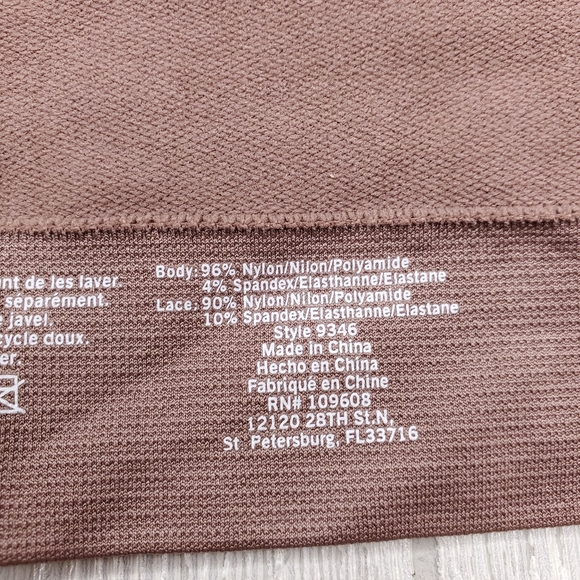 nt de les laver.
séparément.
javel.
cycle doux.
er.
Body: 96% Nylon/Nilon/Polyamide
4% Spandex/Elasthanne/Elastane
Lace: 90% Nylon/Nilon/Polyamide
10% Spandex/Elasthanne/Elastane
Style 9346
Made in China
Hecho en China
Fabriqué en Chine
RN# 109608
12120 28TH St.N,
St. Petersburg, FL33716